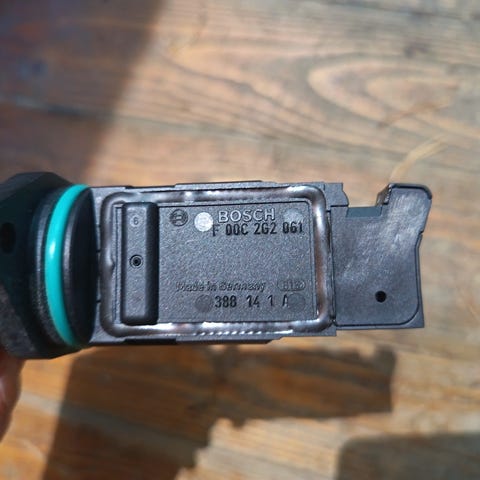 BOSCH
F 00C 2G2 061
Made in Germany
388 14 1 A